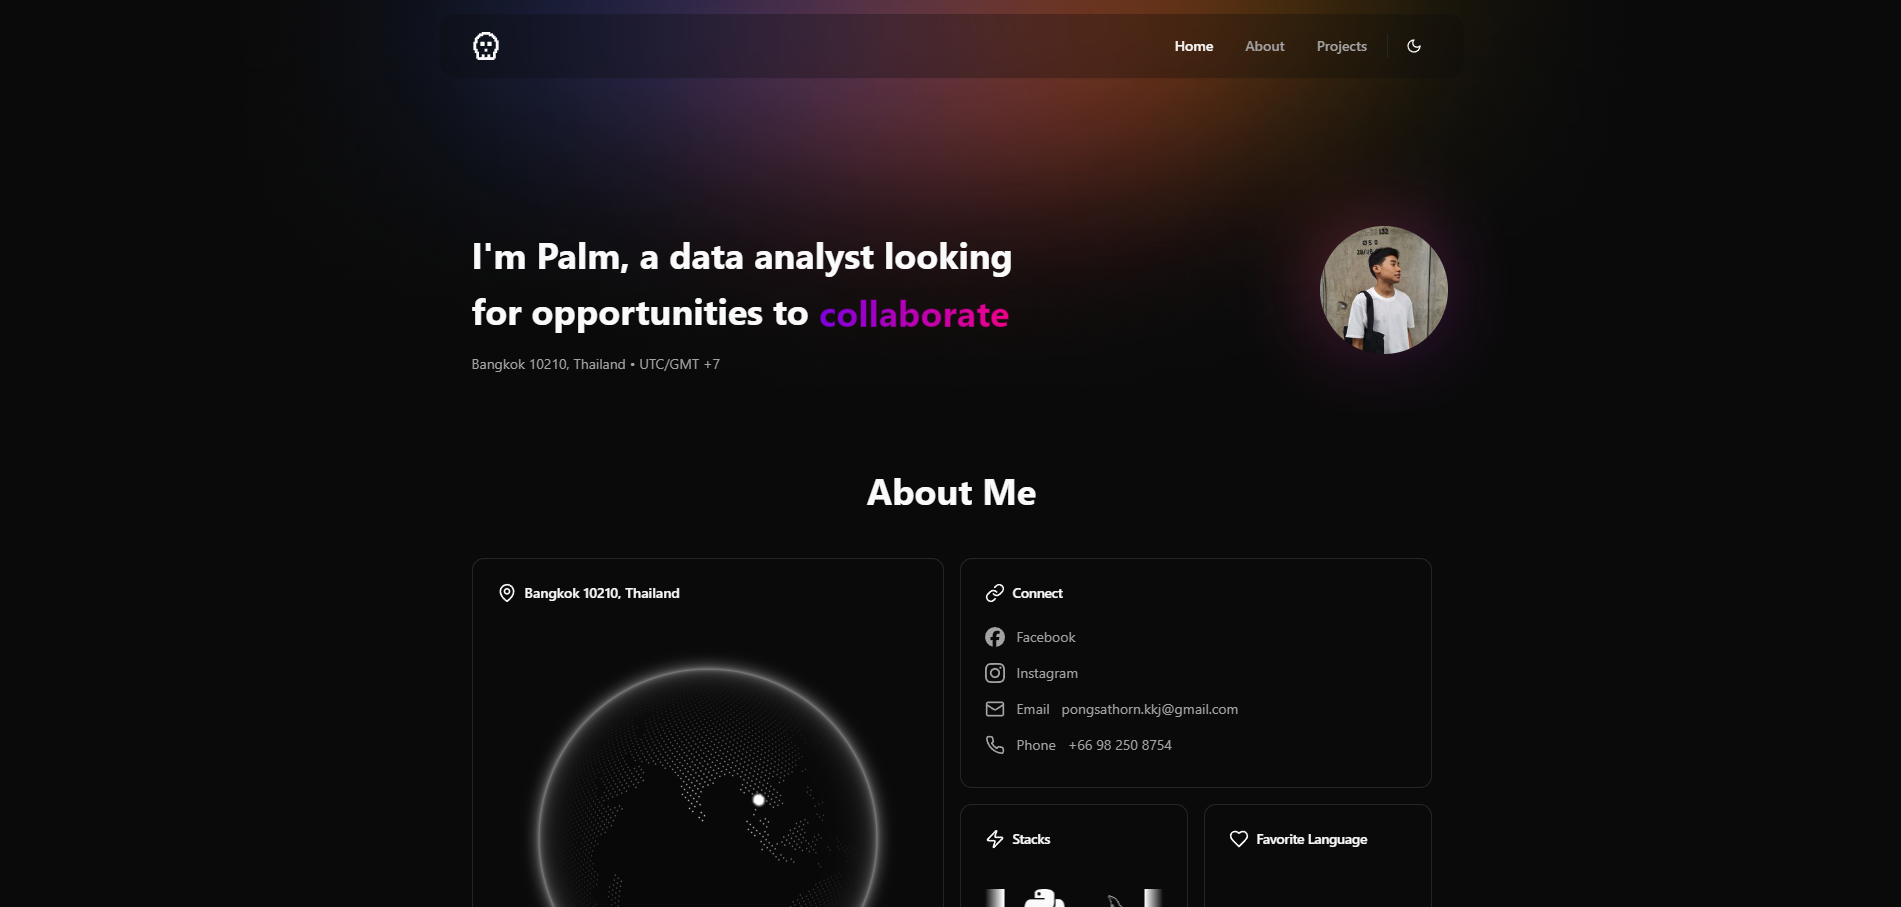 Home About Projects
I'm Palm, a data analyst looking
for opportunities to collaborate
Bangkok 10210, Thailand • UTC/GMT +7
About Me
Bangkok 10210, Thailand
Connect
Facebook
Instagram
Email pongsathorn.kkj@gmail.com
Phone +66 98 250 8754
Stacks
Favorite Language